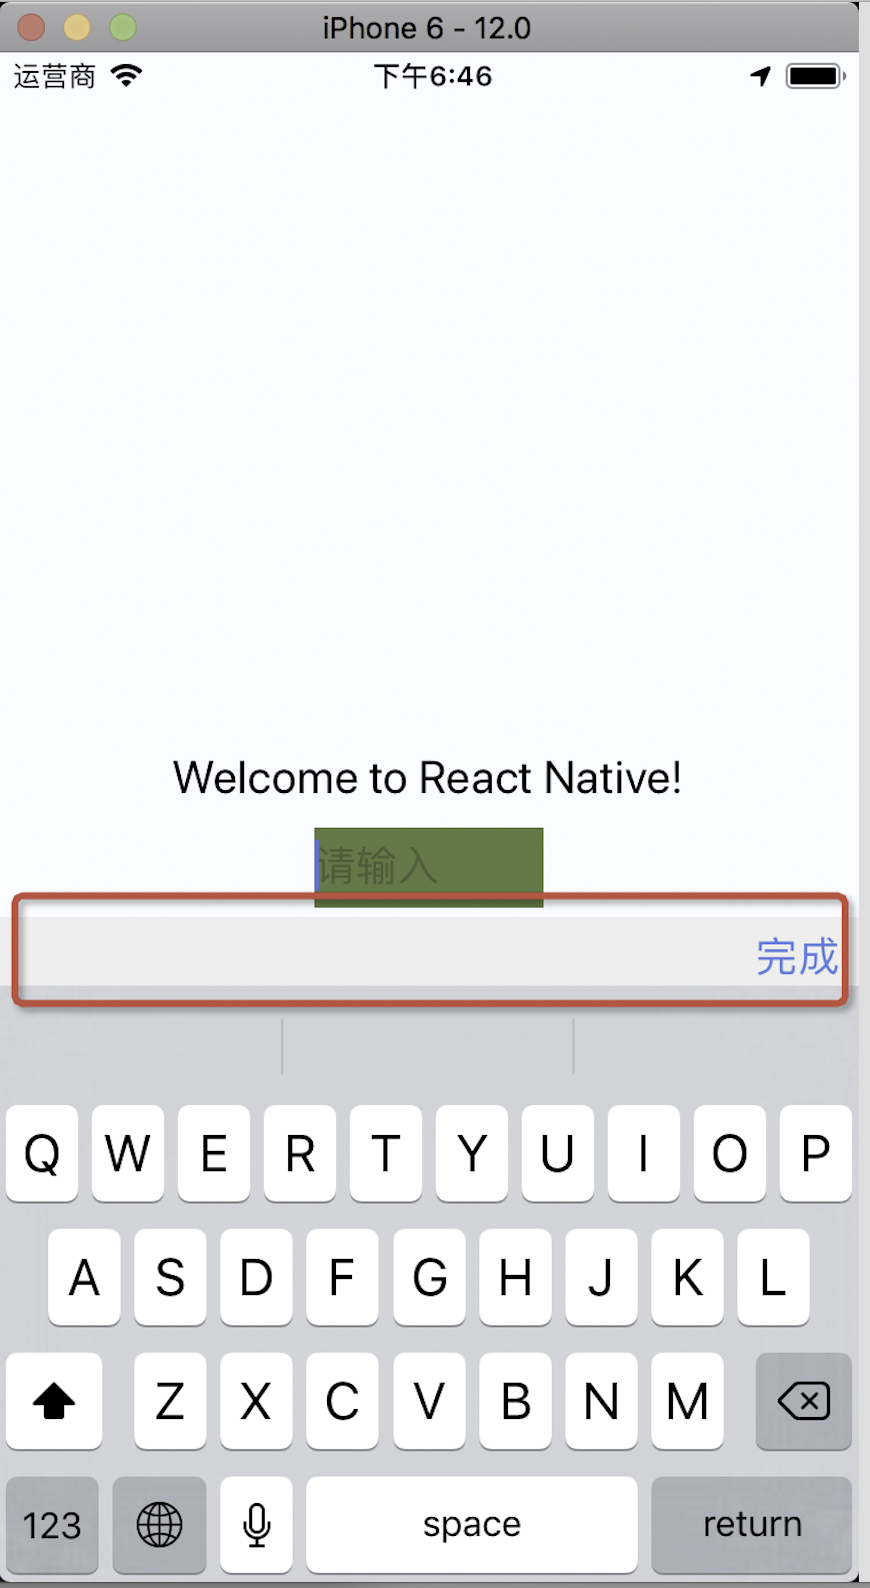 iPhone 6 - 12.0
运营商 下午6:46
Welcome to React Native!
请输入
完成
Q W E R T Y U I O P
A S D F G H J K L
Z X C V B N M
123 space return